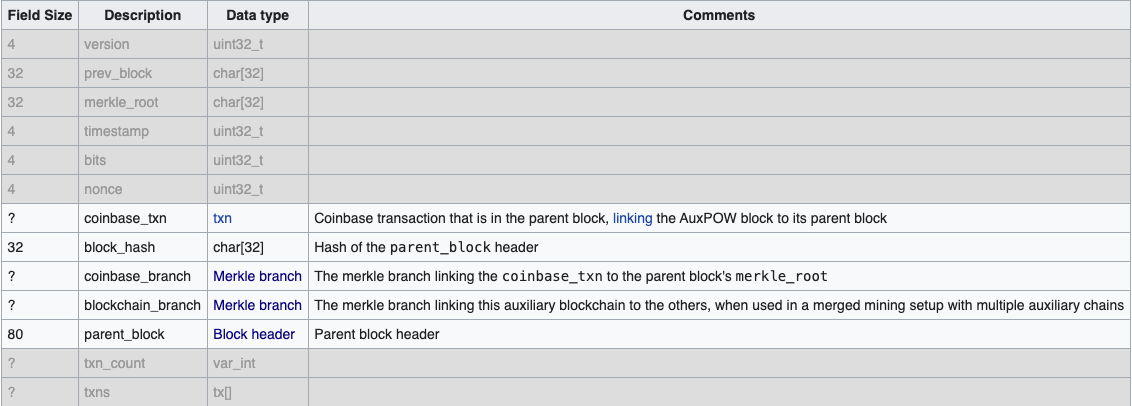 Field Size Description Data type Comments
4 version uint32_t
32 prev_block char[32]
32 merkle_root char[32]
4 timestamp uint32_t
4 bits uint32_t
4 nonce uint32_t
? coinbase_txn txn Coinbase transaction that is in the parent block, linking the AuxPOW block to its parent block
32 block_hash char[32] Hash of the parent_block header
? coinbase_branch Merkle branch The merkle branch linking the coinbase_txn to the parent block's merkle_root
? blockchain_branch Merkle branch The merkle branch linking this auxiliary blockchain to the others, when used in a merged mining setup with multiple auxiliary chains
80 parent_block Block header Parent block header
? txn_count var_int
? txns tx[]